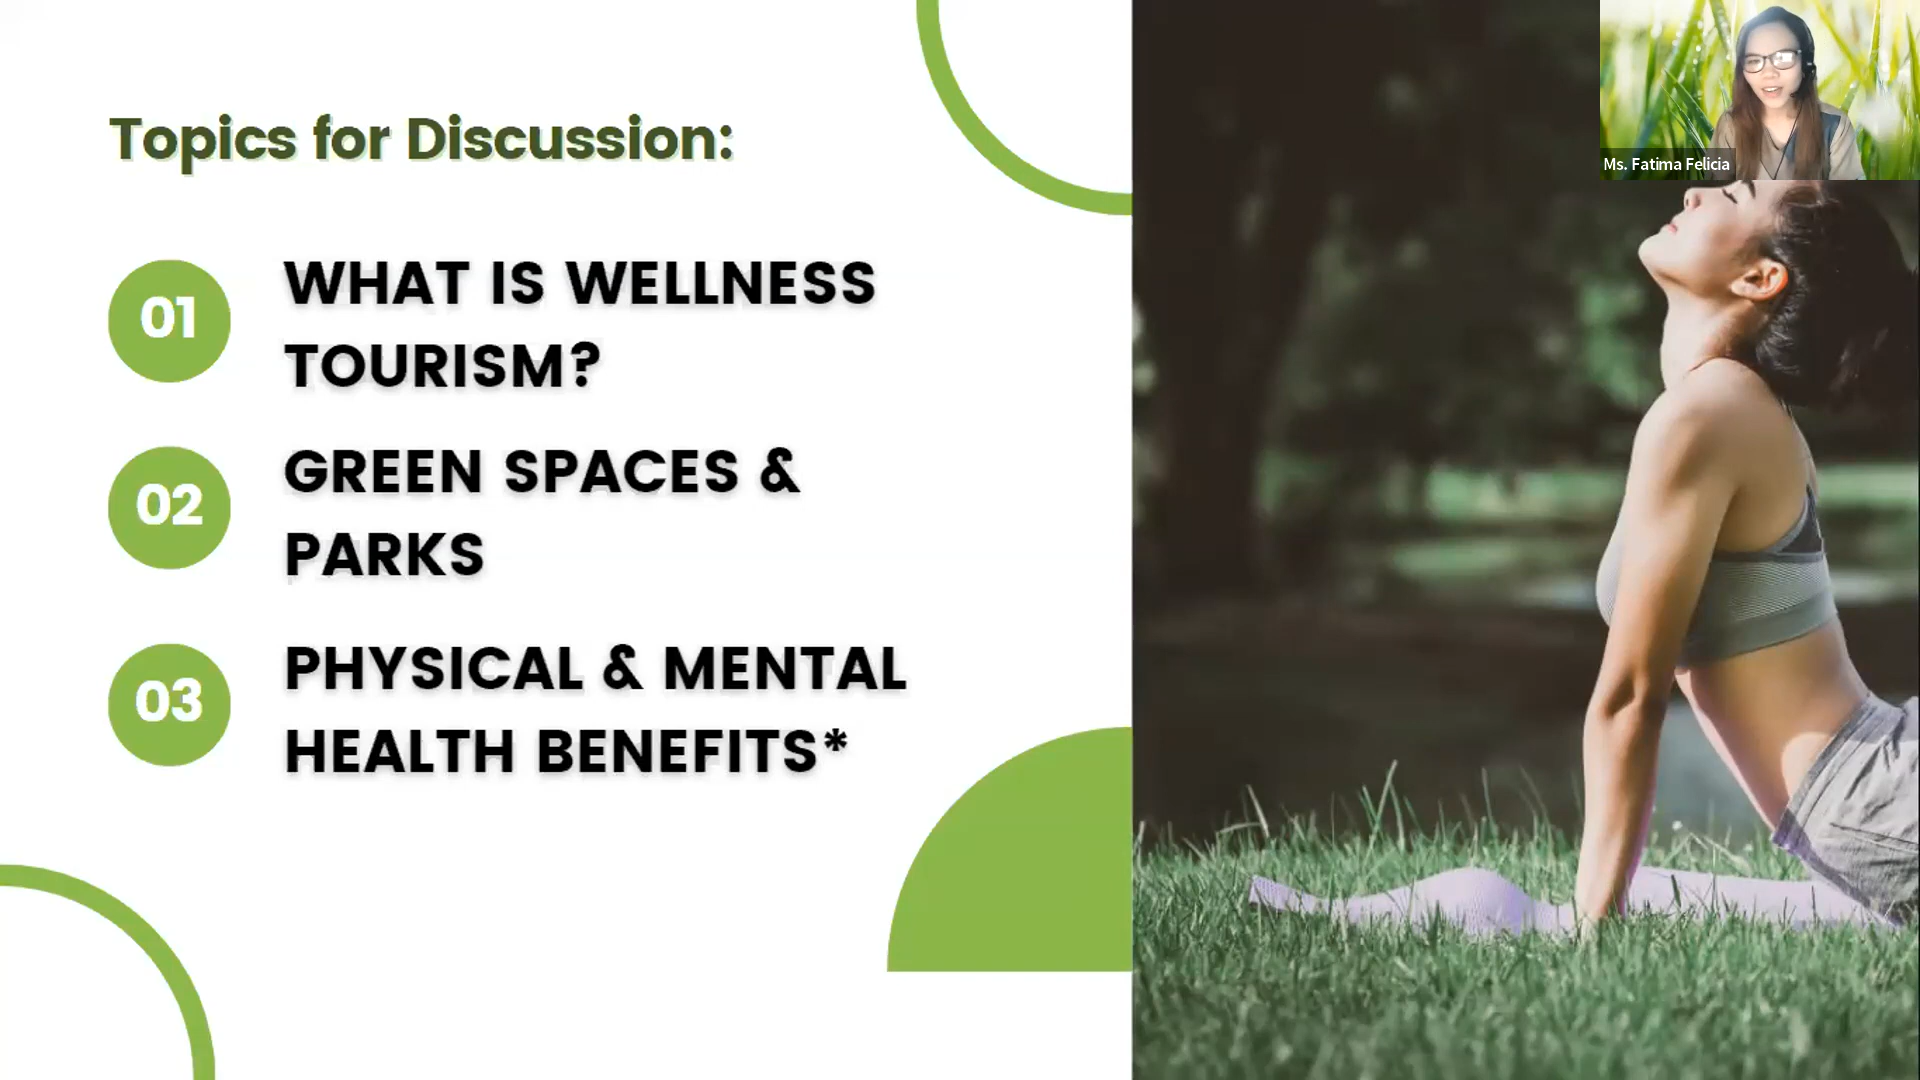 Topics for Discussion:
01
WHAT IS WELLNESS
TOURISM?
02
GREEN SPACES &
PARKS
03
PHYSICAL & MENTAL
HEALTH BENEFITS*
Ms. Fatima Felicia